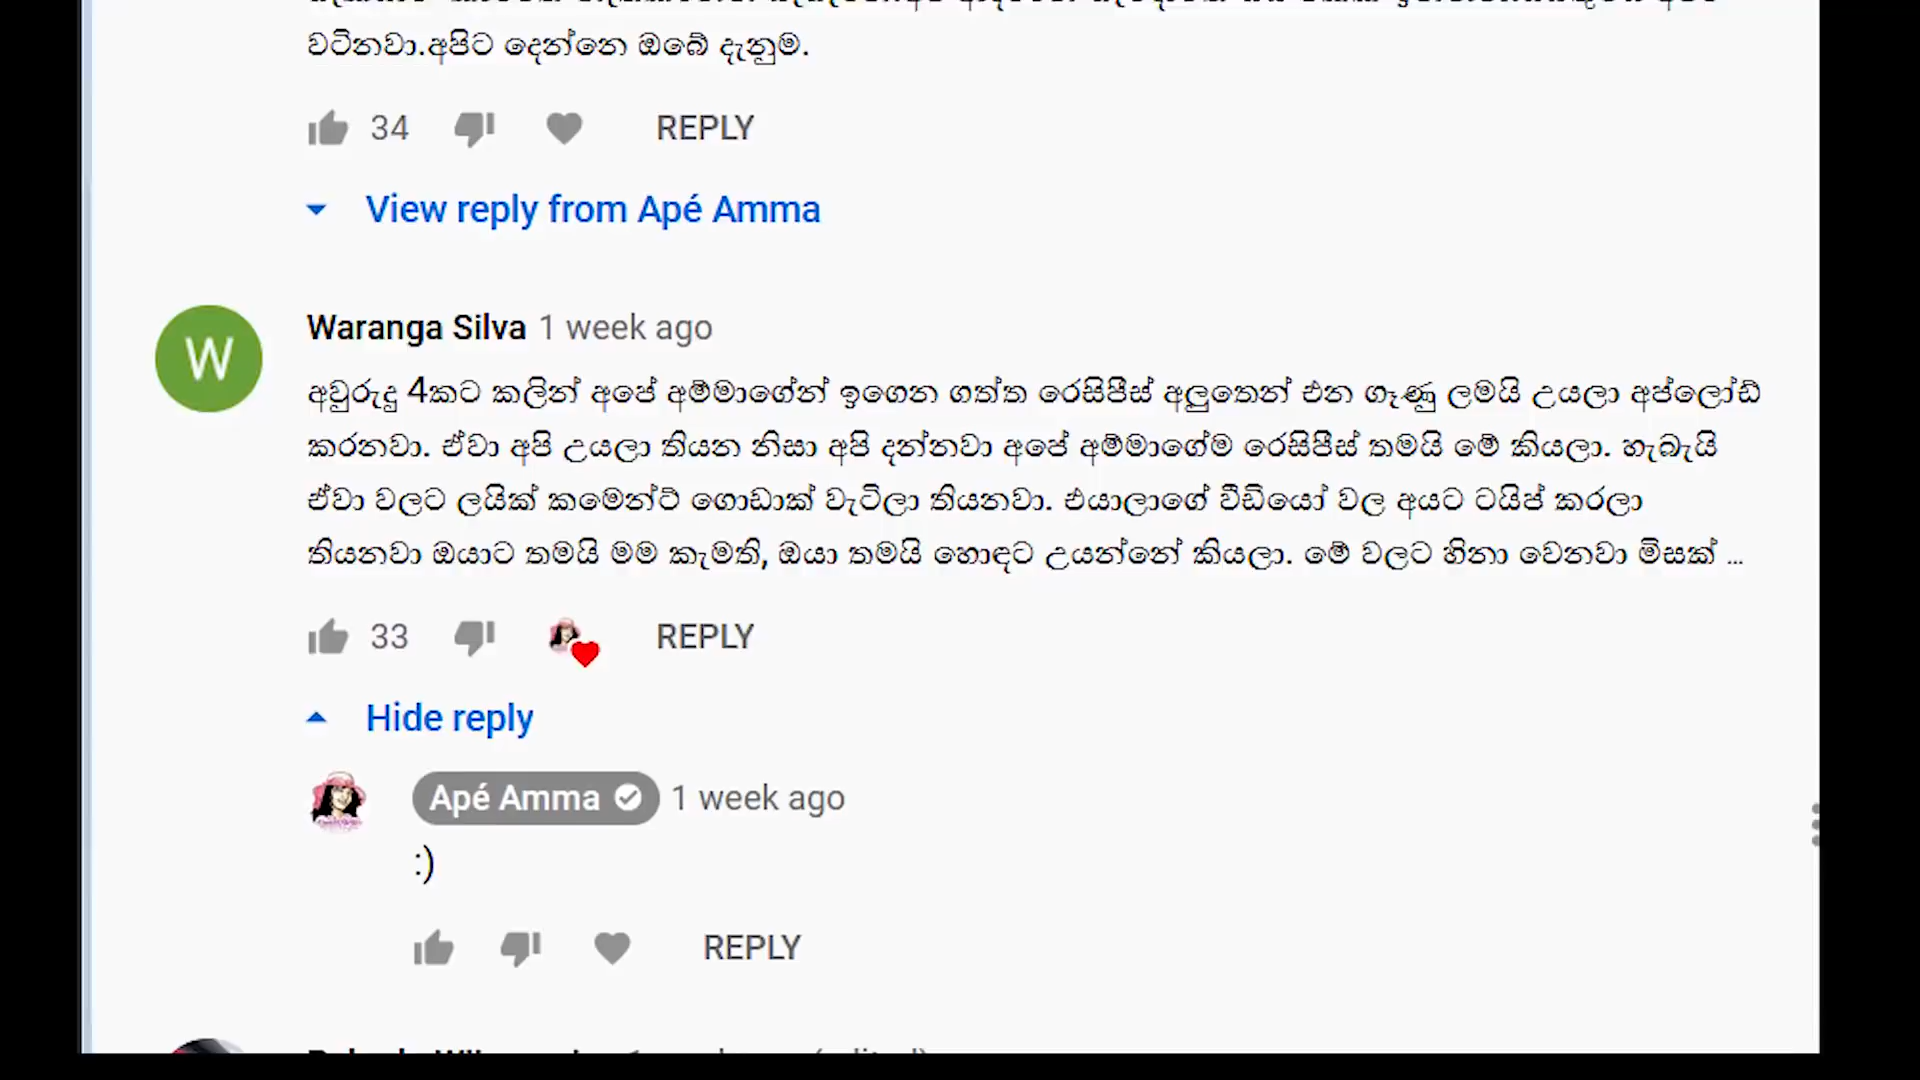 වටිනවා.අපිට දෙන්නෙ ඔබේ දැනුම.
34 REPLY
View reply from Apé Amma
W
Waranga Silva 1 week ago
අවුරුදු 4කට කලින් අපේ අම්මාගේන් ඉගෙන ගත්ත රෙසිපීස් අලුතෙන් එන ගෑණු ලමයි උයලා අප්ලෝඩ්
කරනවා. ඒවා අපි උයලා තියන නිසා අපි දන්නවා අපේ අම්මාගේම රෙසිපීස් තමයි මේ කියලා. හැබැයි
ඒවා වලට ලයික් කමෙන්ට් ගොඩාක් වැටිලා තියනවා. එයාලාගේ වීඩියෝ වල අයට ටයිප් කරලා
තියනවා ඔයාට තමයි මම කැමති, ඔයා තමයි හොඳට උයන්නේ කියලා. මේ වලට හිනා වෙනවා මිසක් ...
33 REPLY
Hide reply
Apé Amma 1 week ago
:)
REPLY